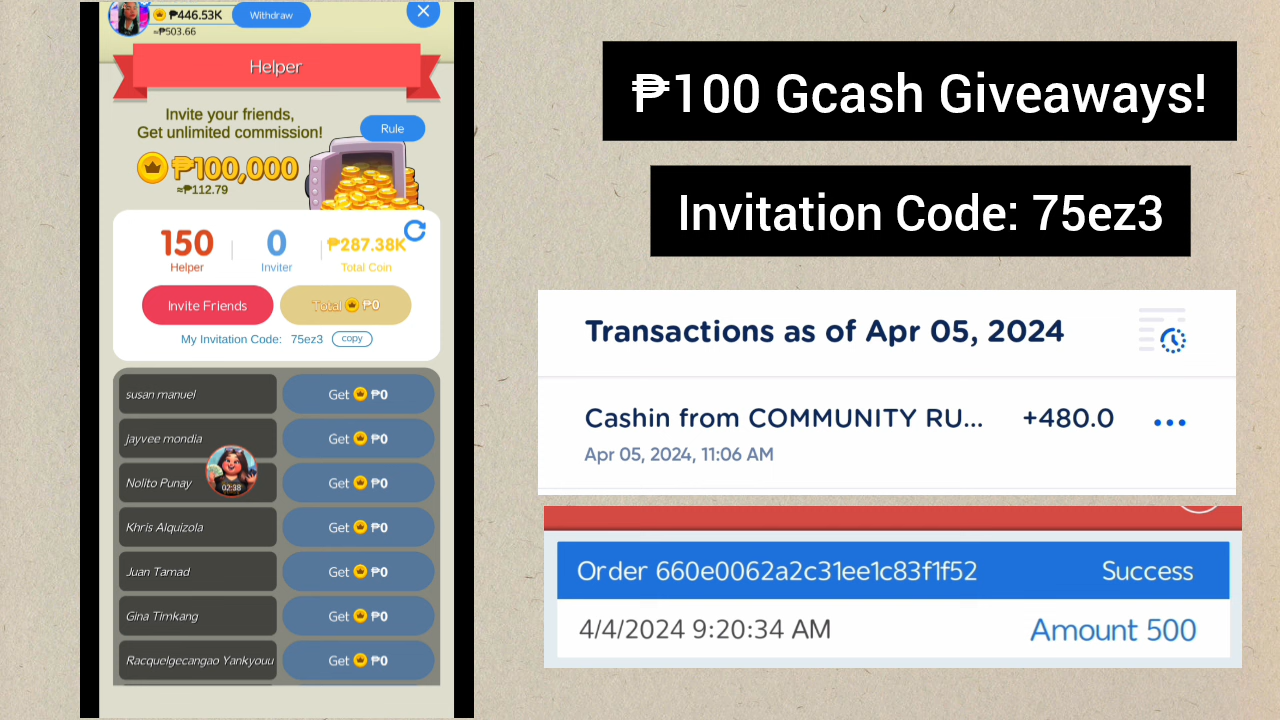 ₱446.53K
Withdraw
≈₱503.66
Helper
Invite your friends,
Get unlimited commission!
Rule
₱100,000
≈₱112.79
150
0
₱287.38K
Helper
Inviter
Total Coin
Invite Friends
Total ₱0
My Invitation Code: 75ez3 copy
susan manuel Get ₱0
Jayvee mondia Get ₱0
Nolito Punay Get ₱0
02:38
Khris Alquizola Get ₱0
Juan Tamad Get ₱0
Gina Timkang Get ₱0
Racquelgecangao Yankyouu Get ₱0
₱100 Gcash Giveaways!
Invitation Code: 75ez3
Transactions as of Apr 05, 2024
Cashin from COMMUNITY RU... +480.0
Apr 05, 2024, 11:06 AM
Order 660e0062a2c31ee1c83f1f52 Success
4/4/2024 9:20:34 AM Amount 500